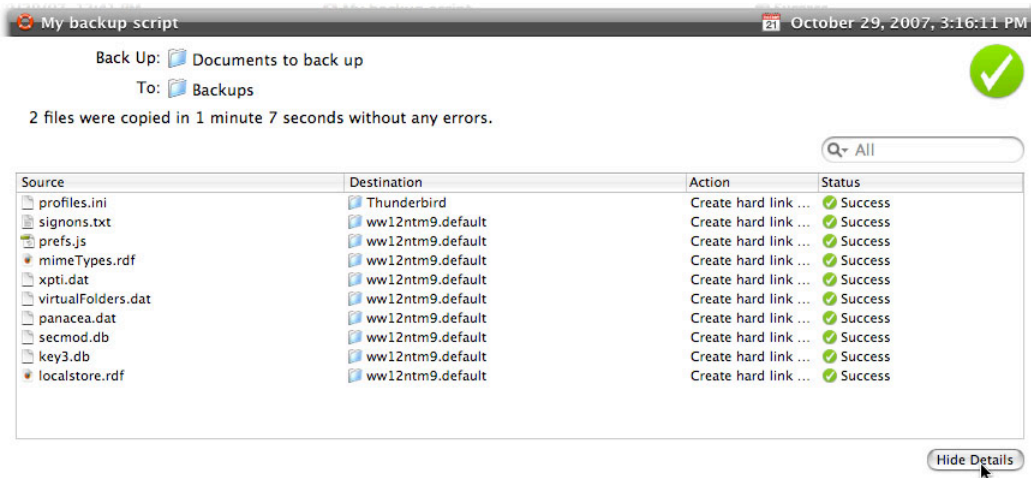 My backup script October 29, 2007, 3:16:11 PM
21
Back Up: Documents to back up
To: Backups
2 files were copied in 1 minute 7 seconds without any errors.
All
Source Destination Action Status
profiles.ini Thunderbird Create hard link ... Success
signons.txt ww12ntm9.default Create hard link ... Success
prefs.js ww12ntm9.default Create hard link ... Success
mimeTypes.rdf ww12ntm9.default Create hard link ... Success
xpti.dat ww12ntm9.default Create hard link ... Success
virtualFolders.dat ww12ntm9.default Create hard link ... Success
panacea.dat ww12ntm9.default Create hard link ... Success
secmod.db ww12ntm9.default Create hard link ... Success
key3.db ww12ntm9.default Create hard link ... Success
localstore.rdf ww12ntm9.default Create hard link ... Success
Hide Details